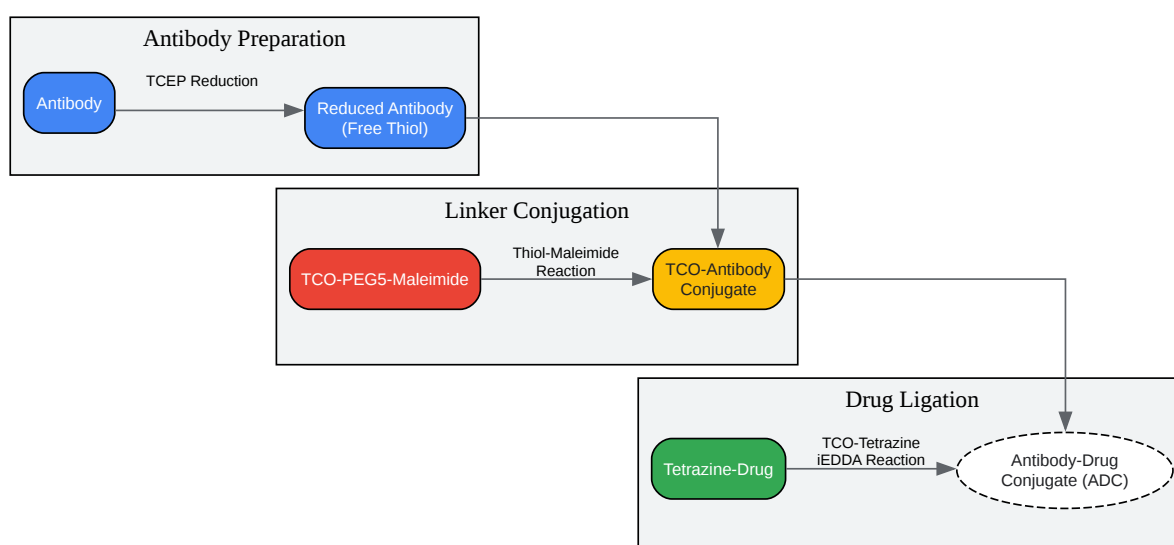 Antibody Preparation
TCEP Reduction
Antibody
Reduced Antibody
(Free Thiol)
Linker Conjugation
Thiol-Maleimide
Reaction
TCO-PEG5-Maleimide
TCO-Antibody
Conjugate
Drug Ligation
TCO-Tetrazine
iEDDA Reaction
Tetrazine-Drug
Antibody-Drug
Conjugate (ADC)